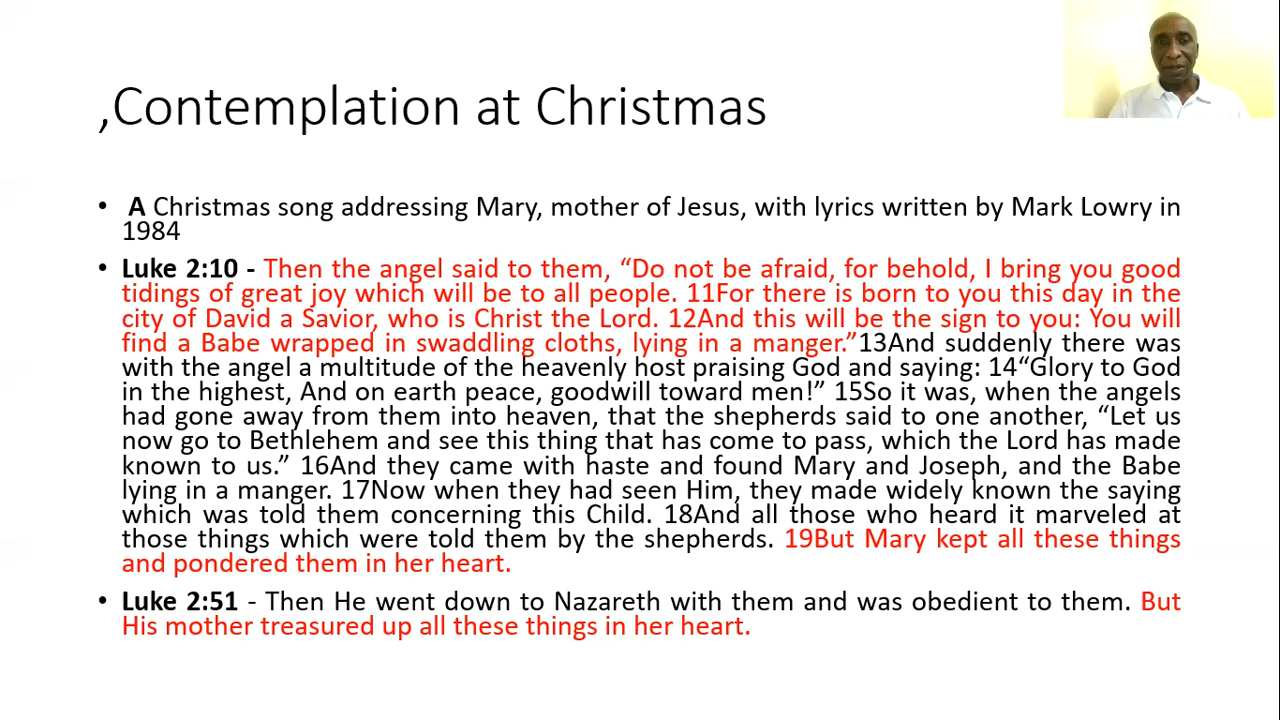 ,Contemplation at Christmas
• A Christmas song addressing Mary, mother of Jesus, with lyrics written by Mark Lowry in
1984
• Luke 2:10 - Then the angel said to them, “Do not be afraid, for behold, I bring you good
tidings of great joy which will be to all people. 11For there is born to you this day in the
city of David a Savior, who is Christ the Lord. 12And this will be the sign to you: You will
find a Babe wrapped in swaddling cloths, lying in a manger.”13And suddenly there was
with the angel a multitude of the heavenly host praising God and saying: 14“Glory to God
in the highest, And on earth peace, goodwill toward men!” 15So it was, when the angels
had gone away from them into heaven, that the shepherds said to one another, “Let us
now go to Bethlehem and see this thing that has come to pass, which the Lord has made
known to us.” 16And they came with haste and found Mary and Joseph, and the Babe
lying in a manger. 17Now when they had seen Him, they made widely known the saying
which was told them concerning this Child. 18And all those who heard it marveled at
those things which were told them by the shepherds. 19But Mary kept all these things
and pondered them in her heart.
• Luke 2:51 - Then He went down to Nazareth with them and was obedient to them. But
His mother treasured up all these things in her heart.